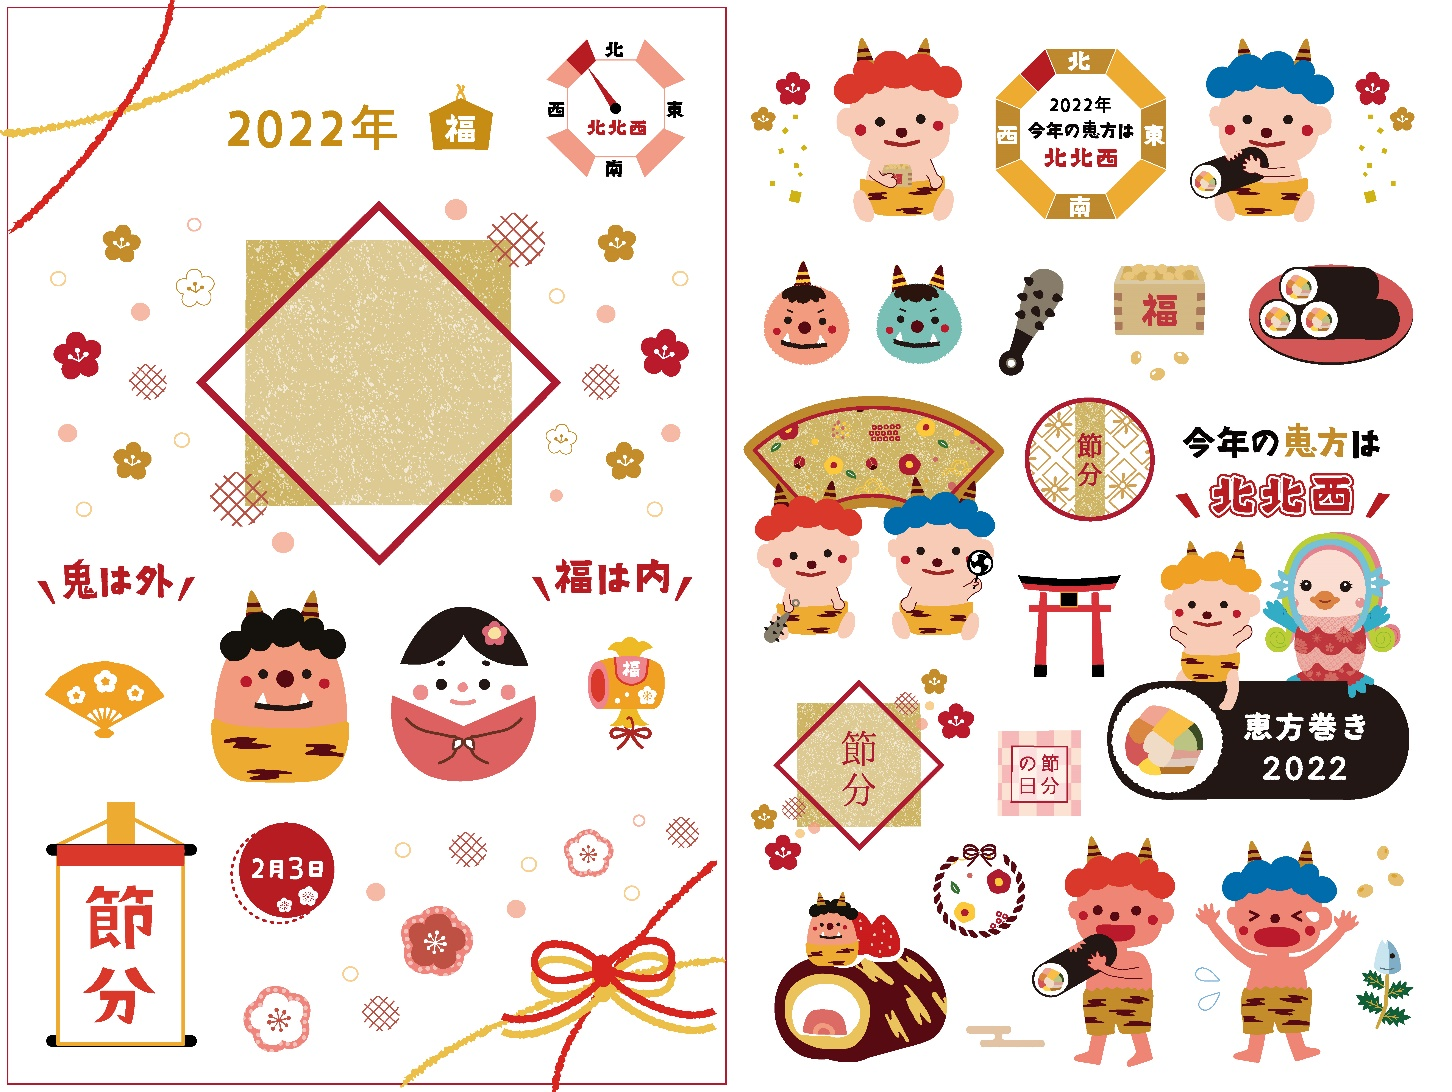 2022年
福
北
西
東
北北西
南
鬼は外
福は内
福
節分
2月3日
北
2022年
今年の恵方は
西
東
北北西
南
福
節分
今年の恵方は
北北西
恵方巻き
2022
節分
節分
の日